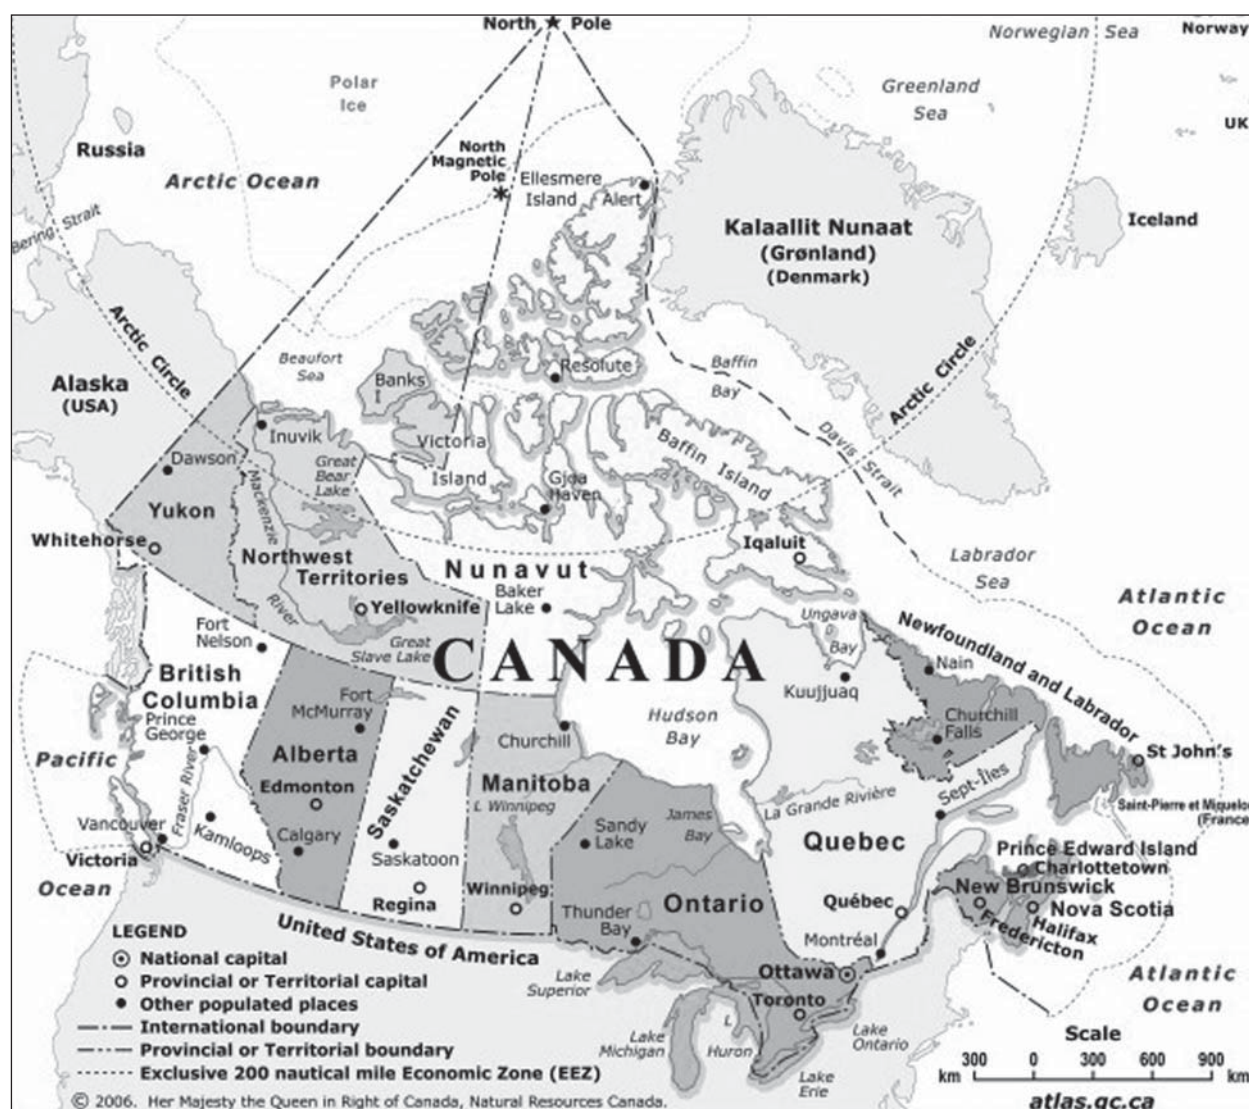 North Pole
Norwegian Sea
Norway
Polar
Ice
Greenland
Sea
UK
Russia
North
Magnetic
Pole
Arctic Ocean
Ellesmere
Island
Alert
Bering Strait
Kalaallit Nunaat
(Grønland)
(Denmark)
Iceland
Arctic Circle
Beaufort
Sea
Resolute
Baffin
Bay
Arctic Circle
Alaska
(USA)
Banks
I
Inuvik
Victoria
Island
Baffin Island
Davis Strait
Dawson
Great
Bear
Lake
Gjoa
Haven
Mackenzie
River
Yukon
Whitehorse
Northwest
Territories
Nunavut
Iqaluit
Labrador
Sea
Yellowknife
Baker
Lake
Atlantic
Ocean
Fort
Nelson
Great
Slave Lake
CANADA
Ungava
Bay
Newfoundland and Labrador
Nain
British
Columbia
Fort
McMurray
Kuujjuaq
Prince
George
Saskatchewan
Churchill
Hudson
Bay
Churchill
Falls
St John's
Pacific
Ocean
Alberta
Fraser River
Edmonton
Manitoba
L Winnipeg
La Grande Rivière
Sept-Îles
Saint-Pierre et Miquelo
(France
Vancouver
Kamloops
Calgary
Saskatoon
Sandy
Lake
James
Bay
Quebec
Prince Edward Island
Charlottetown
Victoria
Regina
Winnipeg
Ontario
Québec
New Brunswick
Nova Scotia
Fredericton
Halifax
Thunder
Bay
Montréal
United States of America
Lake
Superior
Ottawa
Toronto
Atlantic
Ocean
Lake
Michigan
L
Huron
Lake
Ontario
Lake
Erie
LEGEND
National capital
Provincial or Territorial capital
Other populated places
International boundary
Provincial or Territorial boundary
Exclusive 200 nautical mile Economic Zone (EEZ)
Scale
300 0 300 600 900
km km
© 2006. Her Majesty the Queen in Right of Canada, Natural Resources Canada.
atlas.gc.ca